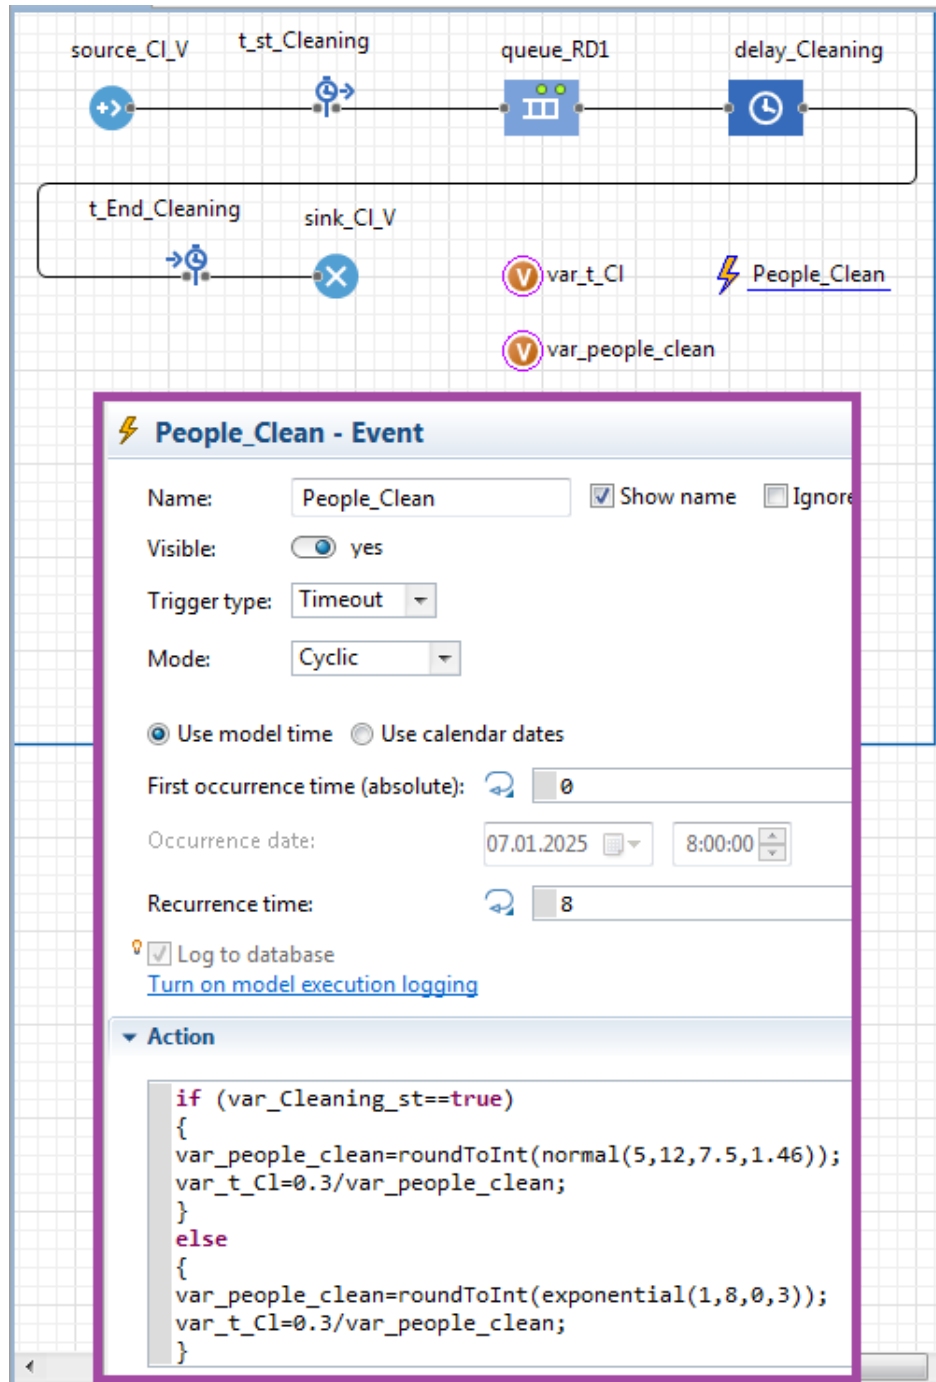 source_Cl_V
t_st_Cleaning
queue_RD1
delay_Cleaning
t_End_Cleaning
sink_Cl_V
V var_t_Cl
People_Clean
V var_people_clean
People_Clean - Event
Name: People_Clean Show name Ignore
Visible: yes
Trigger type: Timeout
Mode: Cyclic
Use model time Use calendar dates
First occurrence time (absolute): 0
Occurrence date: 07.01.2025 8:00:00
Recurrence time: 8
Log to database
Turn on model execution logging
Action
if (var_Cleaning_st==true)
{
var_people_clean=roundToInt(normal(5,12,7.5,1.46));
var_t_Cl=0.3/var_people_clean;
}
else
{
var_people_clean=roundToInt(exponential(1,8,0,3));
var_t_Cl=0.3/var_people_clean;
}